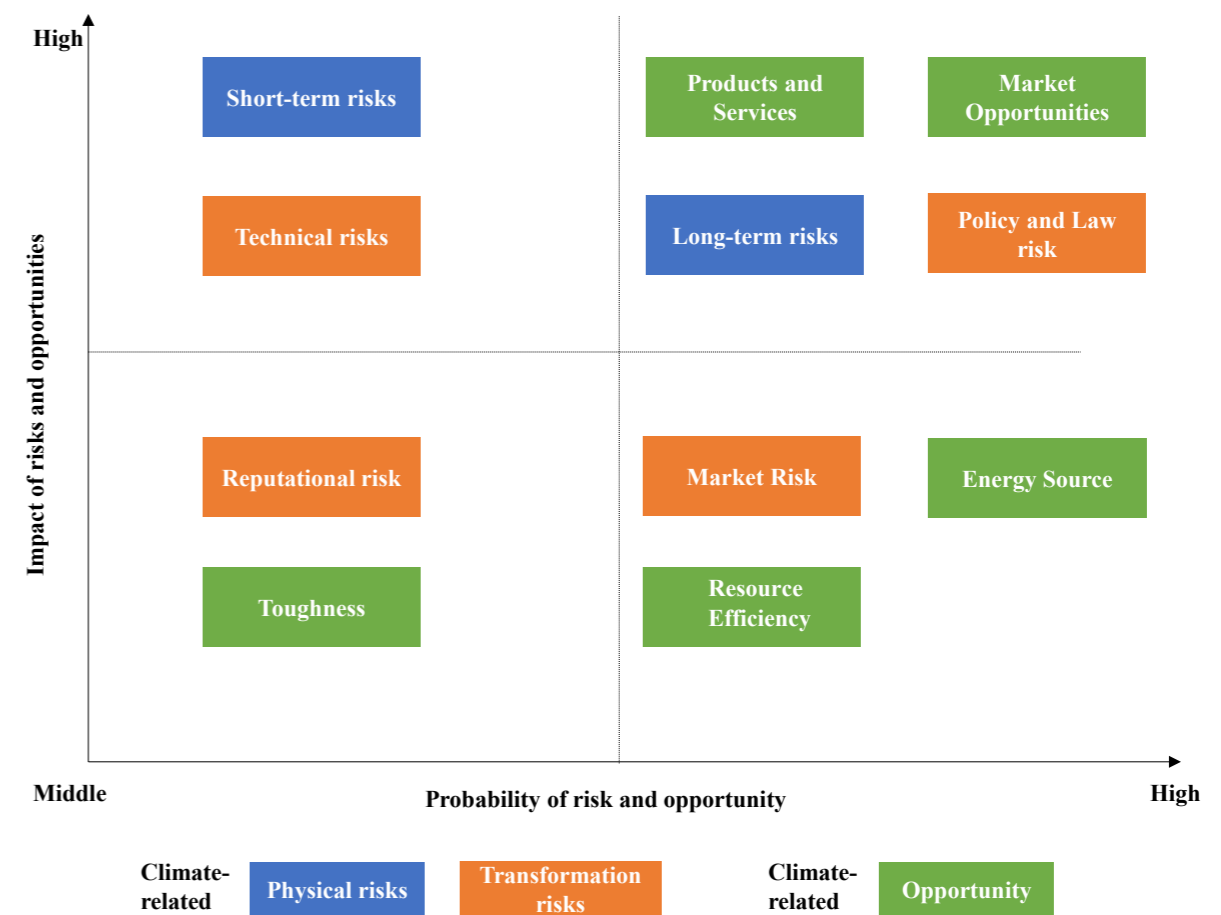 High
Short-term risks
Products and
Services
Market
Opportunities
Technical risks
Long-term risks
Policy and Law
risk
Impact of risks and opportunities
Reputational risk
Market Risk
Energy Source
Toughness
Resource
Efficiency
Middle
Probability of risk and opportunity
High
Climate-
related
Physical risks
Transformation
risks
Climate-
related
Opportunity